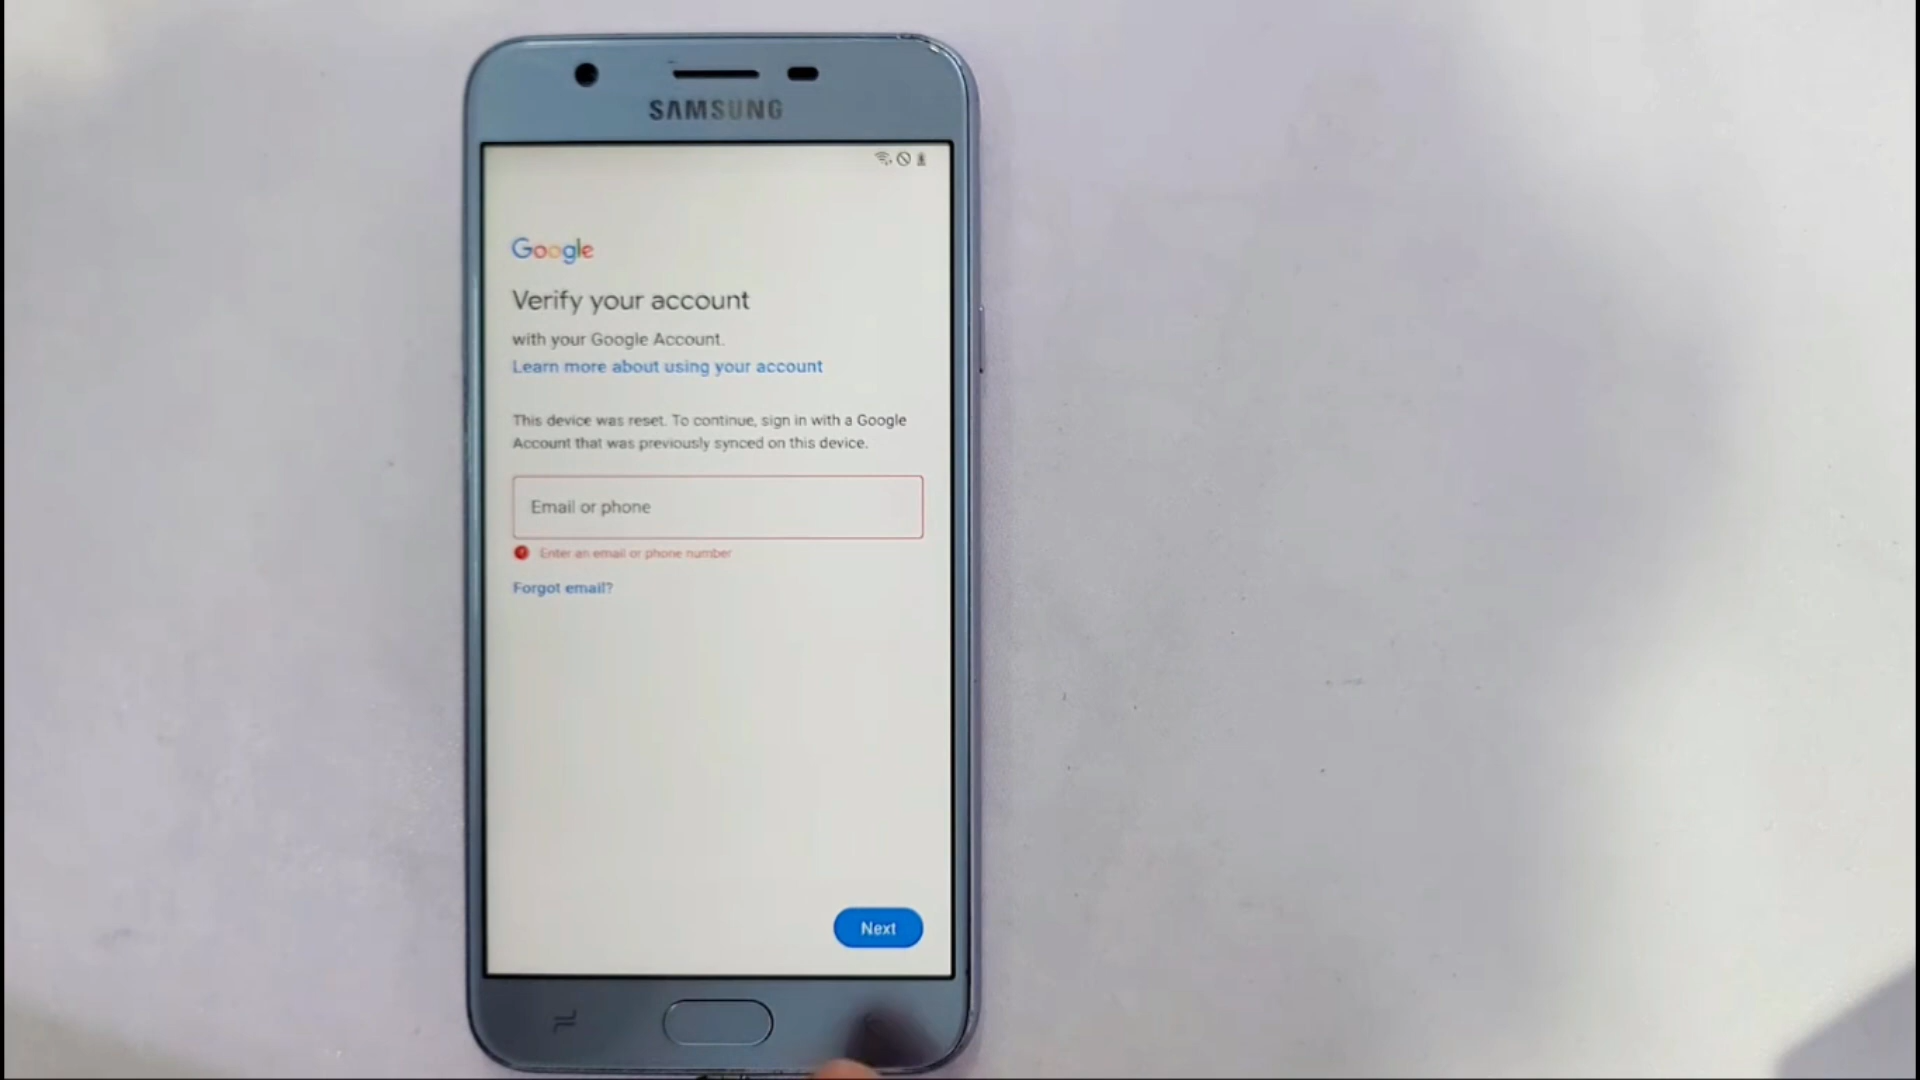 SAMSUNG
Google
Verify your account
with your Google Account.
Learn more about using your account
This device was reset. To continue, sign in with a Google
Account that was previously synced on this device.
Email or phone
Enter an email or phone number
Forgot email?
Next